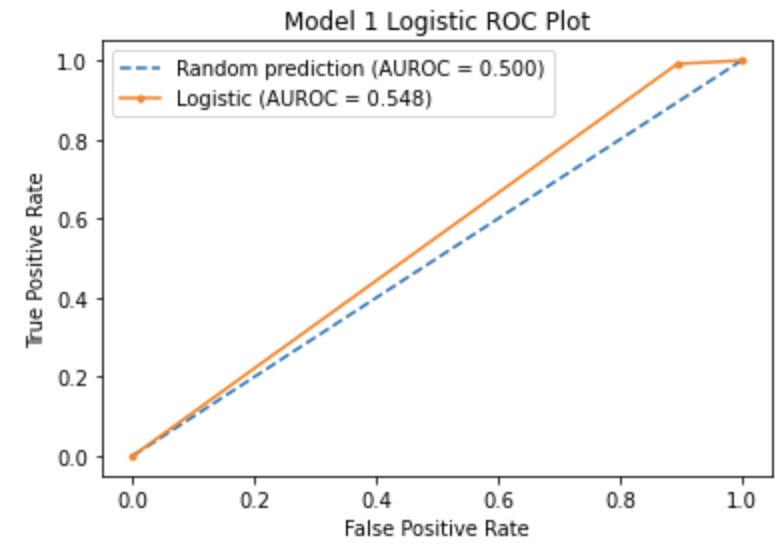 Model 1 Logistic ROC Plot
Random prediction (AUROC = 0.500)
Logistic (AUROC = 0.548)
True Positive Rate
1.0
0.8
0.6
0.4
0.2
0.0
0.0 0.2 0.4 0.6 0.8 1.0
False Positive Rate